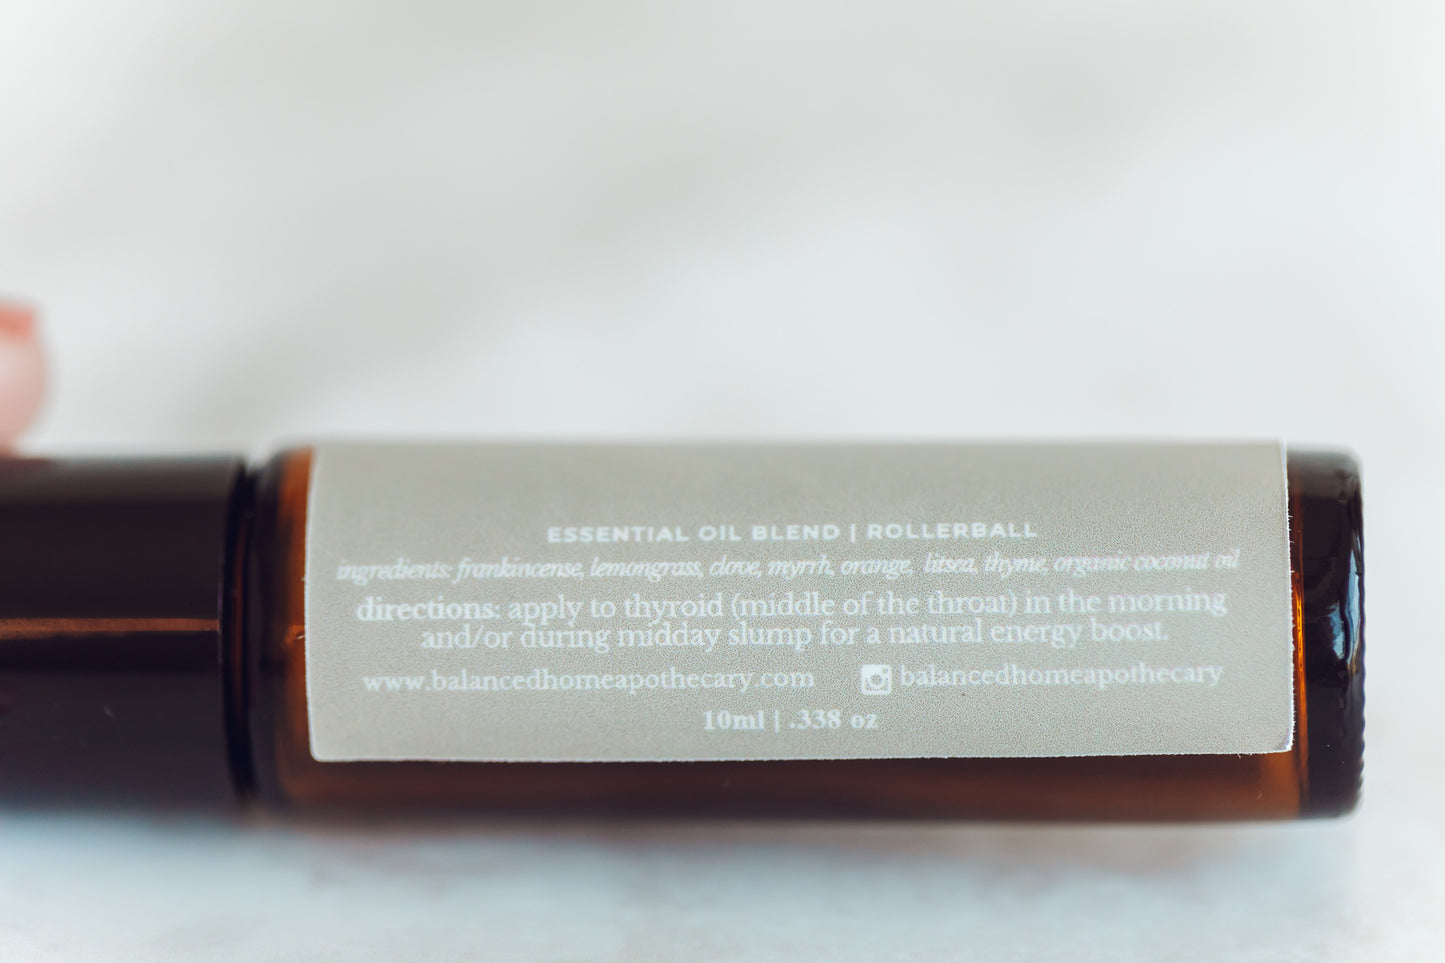 ESSENTIAL OIL BLEND | ROLLERBALL
ingredients: frankincense, lemongrass, clove, myrrh, orange, litsea, thyme, organic coconut oil
directions: apply to thyroid (middle of the throat) in the morning
and/or during midday slump for a natural energy boost.
www.balancedhomeapothecary.com balancedhomeapothecary
10ml | .338 oz